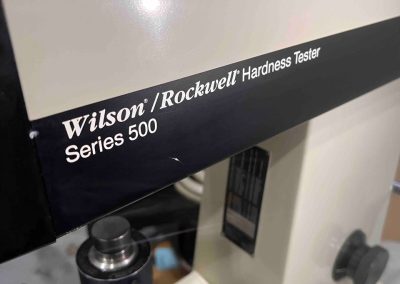 Wilson®/Rockwell® Hardness Tester
Series 500